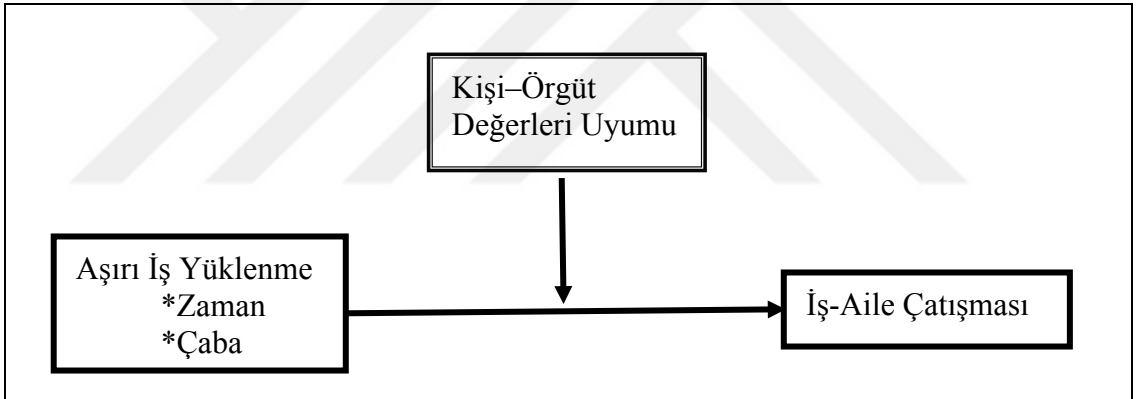 Kişi–Örgüt
Değerleri Uyumu
Aşırı İş Yüklenme
*Zaman
*Çaba
İş-Aile Çatışması